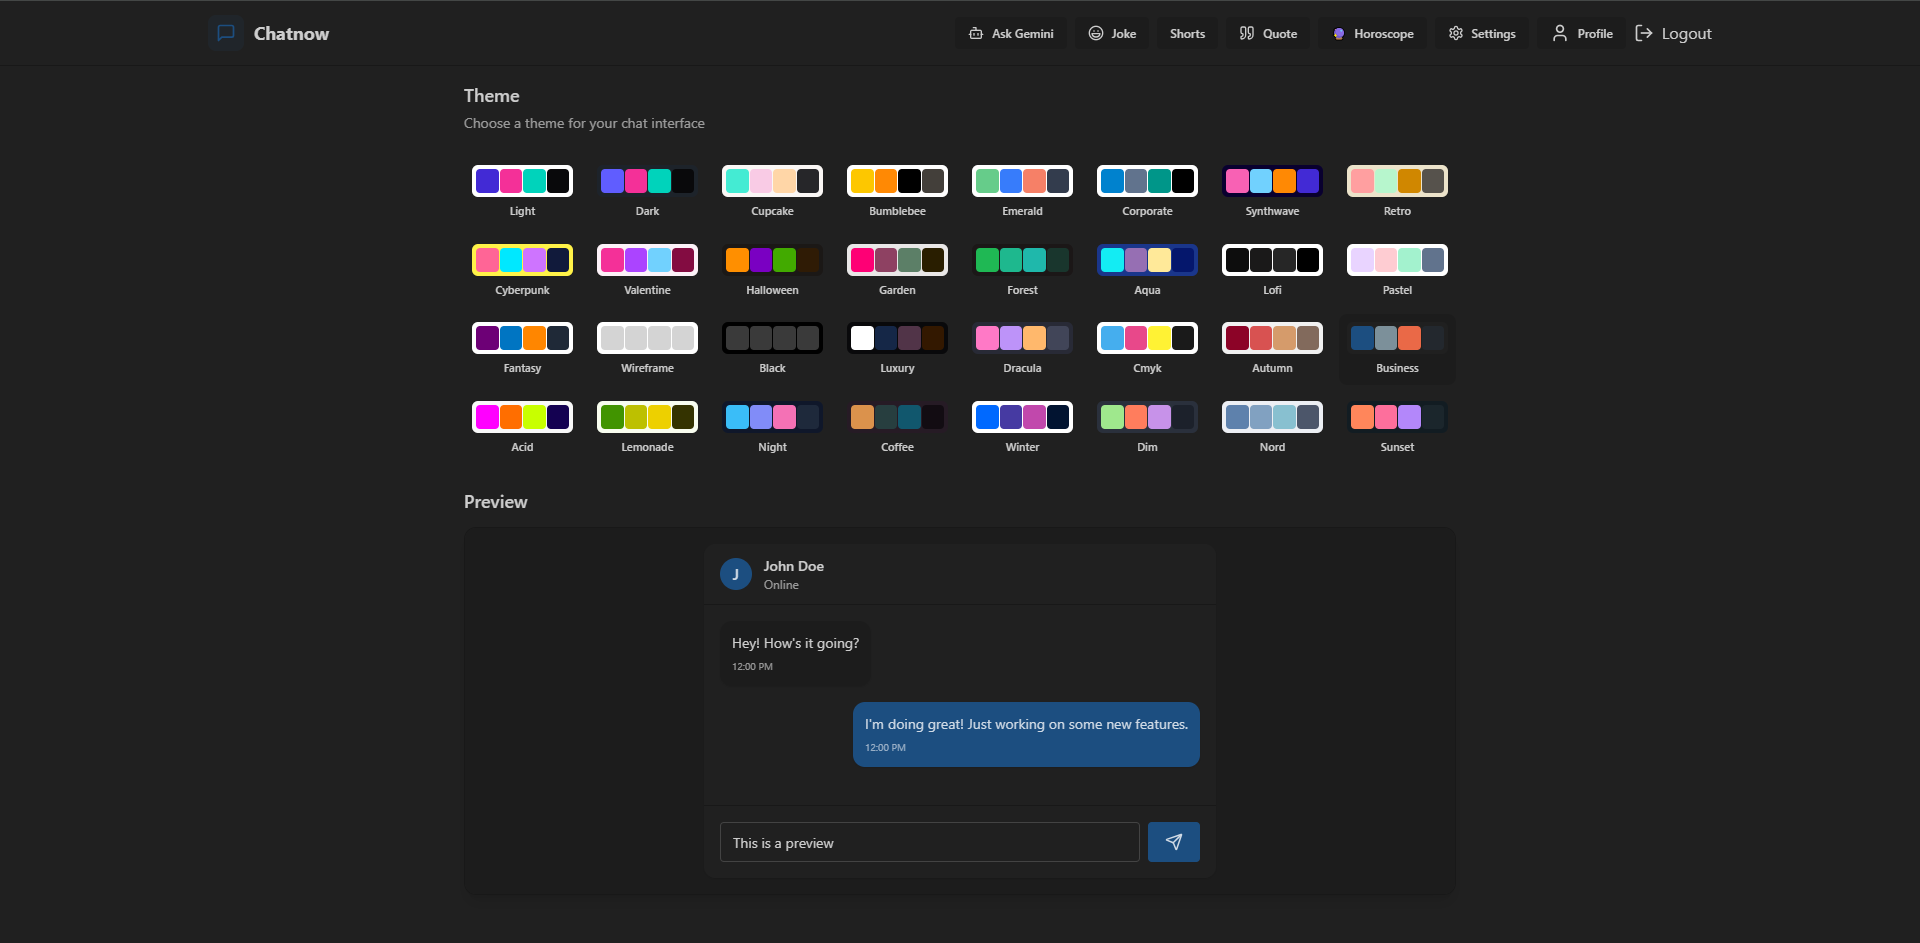 Chatnow
Ask Gemini
Joke
Shorts
Quote
Horoscope
Settings
Profile
Logout
Theme
Choose a theme for your chat interface
Light
Dark
Cupcake
Bumblebee
Emerald
Corporate
Synthwave
Retro
Cyberpunk
Valentine
Halloween
Garden
Forest
Aqua
Lofi
Pastel
Fantasy
Wireframe
Black
Luxury
Dracula
Cmyk
Autumn
Business
Acid
Lemonade
Night
Coffee
Winter
Dim
Nord
Sunset
Preview
J
John Doe
Online
Hey! How's it going?
12:00 PM
I'm doing great! Just working on some new features.
12:00 PM
This is a preview